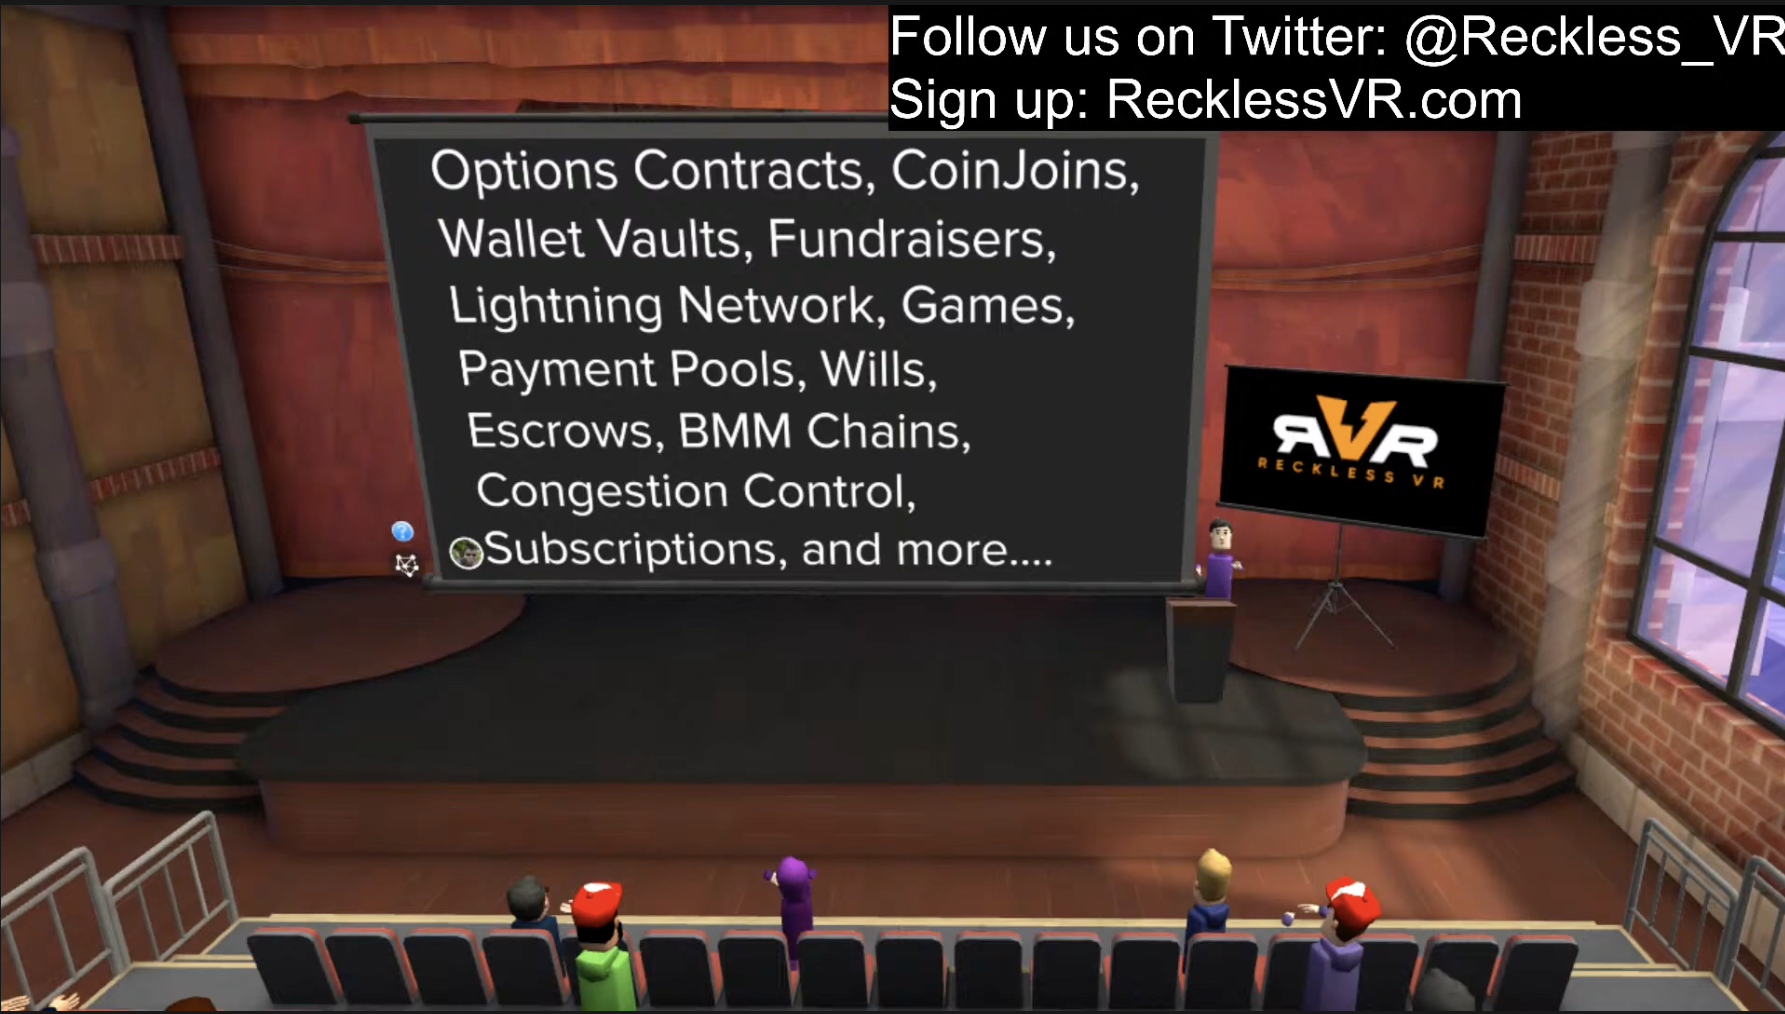 Follow us on Twitter: @Reckless_VR
Sign up: RecklessVR.com
Options Contracts, CoinJoins,
Wallet Vaults, Fundraisers,
Lightning Network, Games,
Payment Pools, Wills,
Escrows, BMM Chains,
Congestion Control,
Subscriptions, and more....
RVR
RECKLESS VR
?